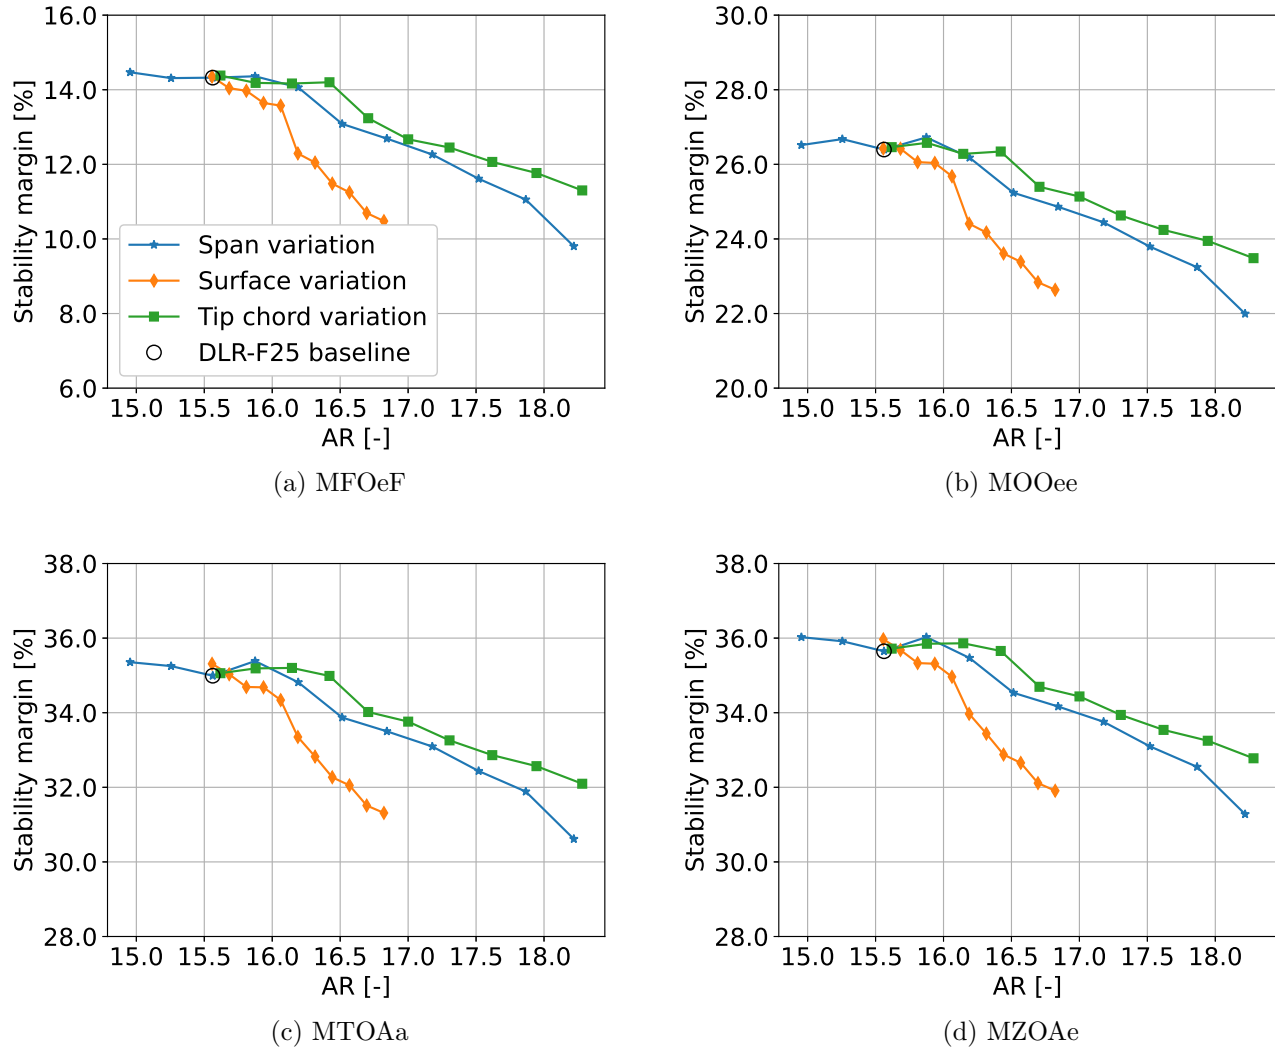 16.0
14.0
12.0
10.0
8.0
6.0
Stability margin [%]
Span variation
Surface variation
Tip chord variation
DLR-F25 baseline
15.0 15.5 16.0 16.5 17.0 17.5 18.0
AR [-]
(a) MFOeF
30.0
28.0
26.0
24.0
22.0
20.0
Stability margin [%]
15.0 15.5 16.0 16.5 17.0 17.5 18.0
AR [-]
(b) MOOee
38.0
36.0
34.0
32.0
30.0
28.0
Stability margin [%]
15.0 15.5 16.0 16.5 17.0 17.5 18.0
AR [-]
(c) MTOAa
38.0
36.0
34.0
32.0
30.0
28.0
Stability margin [%]
15.0 15.5 16.0 16.5 17.0 17.5 18.0
AR [-]
(d) MZOAe